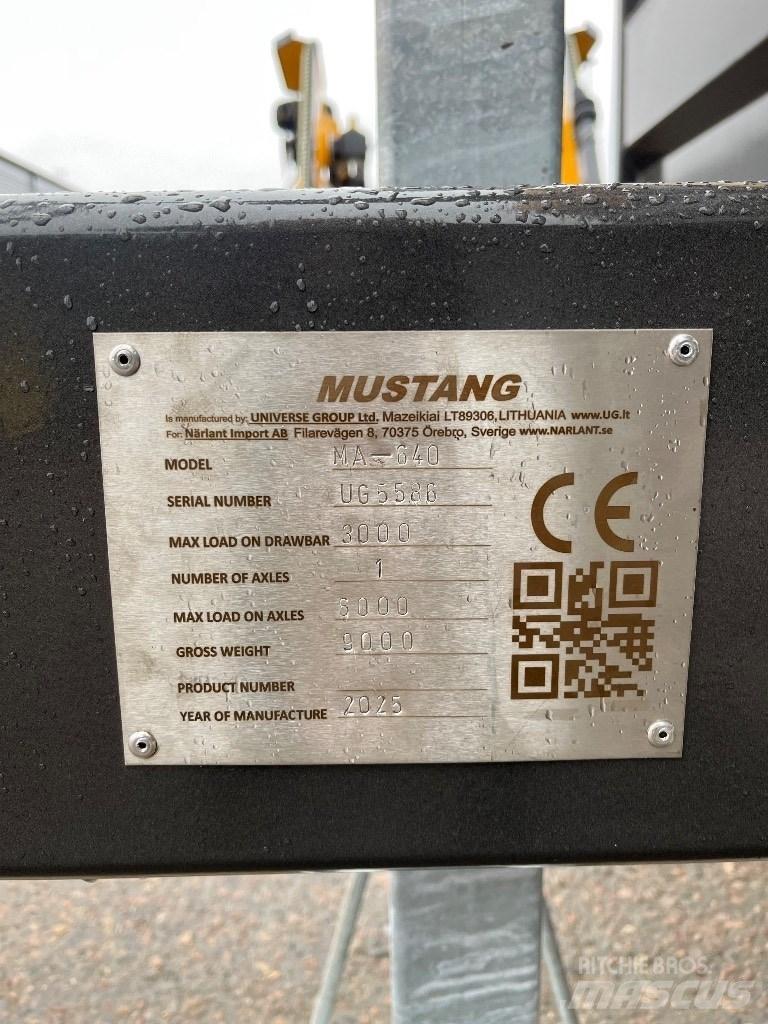 MUSTANG
Is manufactured by: UNIVERSE GROUP Ltd. Mazeikiai LT89306, LITHUANIA www.UG.lt
For: Närlant Import AB Filarevägen 8, 70375 Örebro, Sverige www.NARLANT.se
MODEL MA-640
SERIAL NUMBER UG5586
MAX LOAD ON DRAWBAR 3000
NUMBER OF AXLES 1
MAX LOAD ON AXLES 6000
GROSS WEIGHT 9000
PRODUCT NUMBER
YEAR OF MANUFACTURE 2025
CE
RITCHIE BROS.
MASCUS